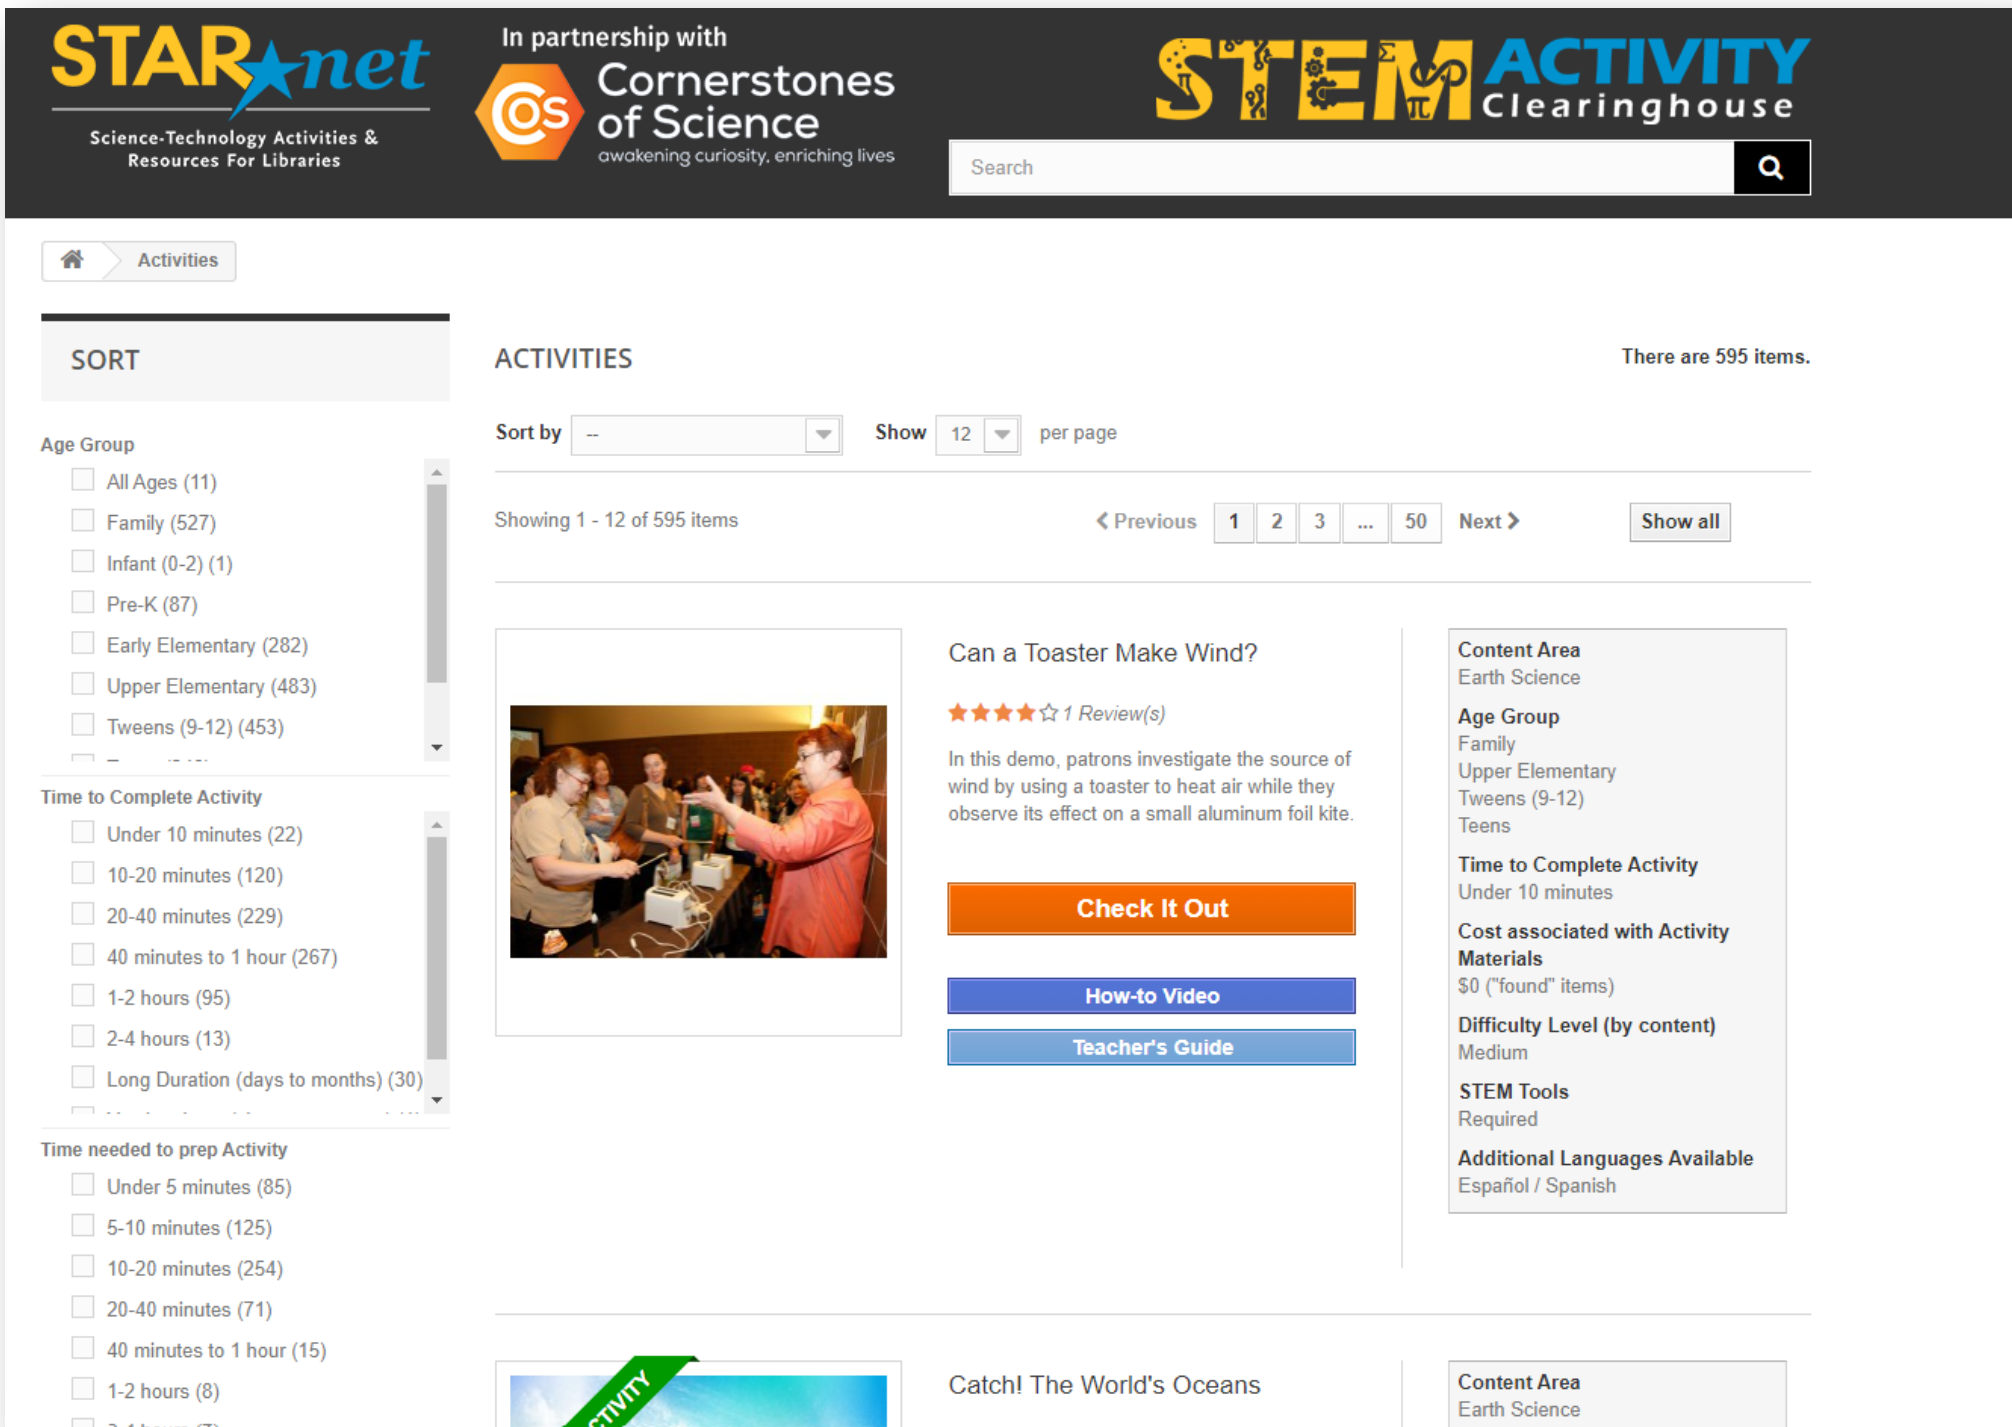 STAR net
Science-Technology Activities &
Resources For Libraries
In partnership with
COS
Cornerstones
of Science
awakening curiosity, enriching lives
STEM ACTIVITY
Clearinghouse
Search
Activities
SORT
Age Group
All Ages (11)
Family (527)
Infant (0-2) (1)
Pre-K (87)
Early Elementary (282)
Upper Elementary (483)
Tweens (9-12) (453)
Time to Complete Activity
Under 10 minutes (22)
10-20 minutes (120)
20-40 minutes (229)
40 minutes to 1 hour (267)
1-2 hours (95)
2-4 hours (13)
Long Duration (days to months) (30)
Time needed to prep Activity
Under 5 minutes (85)
5-10 minutes (125)
10-20 minutes (254)
20-40 minutes (71)
40 minutes to 1 hour (15)
1-2 hours (8)
ACTIVITIES
There are 595 items.
Sort by -- Show 12 per page
Showing 1 - 12 of 595 items
Previous 1 2 3 ... 50 Next Show all
Can a Toaster Make Wind?
1 Review(s)
In this demo, patrons investigate the source of
wind by using a toaster to heat air while they
observe its effect on a small aluminum foil kite.
Check It Out
How-to Video
Teacher's Guide
Content Area
Earth Science
Age Group
Family
Upper Elementary
Tweens (9-12)
Teens
Time to Complete Activity
Under 10 minutes
Cost associated with Activity
Materials
$0 ("found" items)
Difficulty Level (by content)
Medium
STEM Tools
Required
Additional Languages Available
Español / Spanish
Catch! The World's Oceans
Content Area
Earth Science